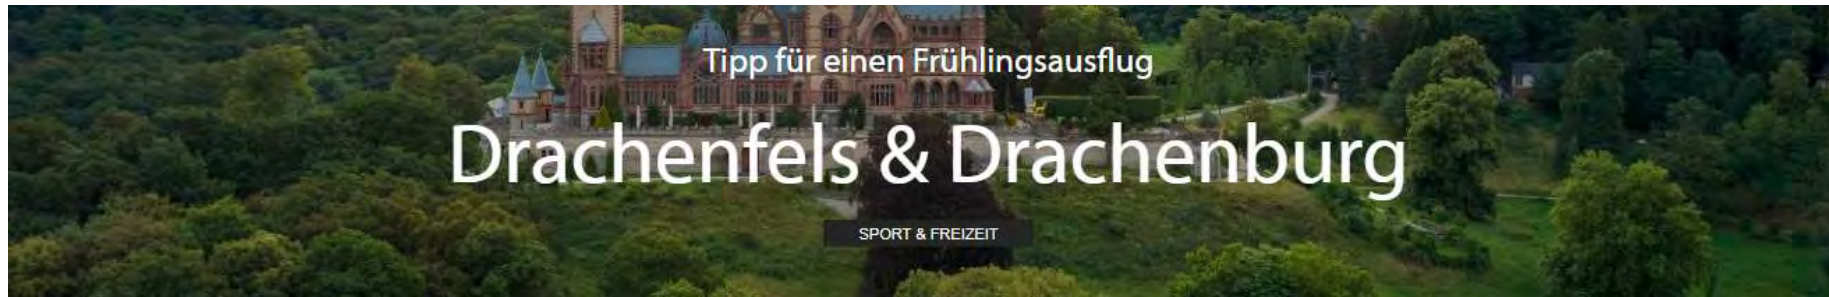 Tipp für einen Frühlingsausflug
Drachenfels & Drachenburg
SPORT & FREIZEIT